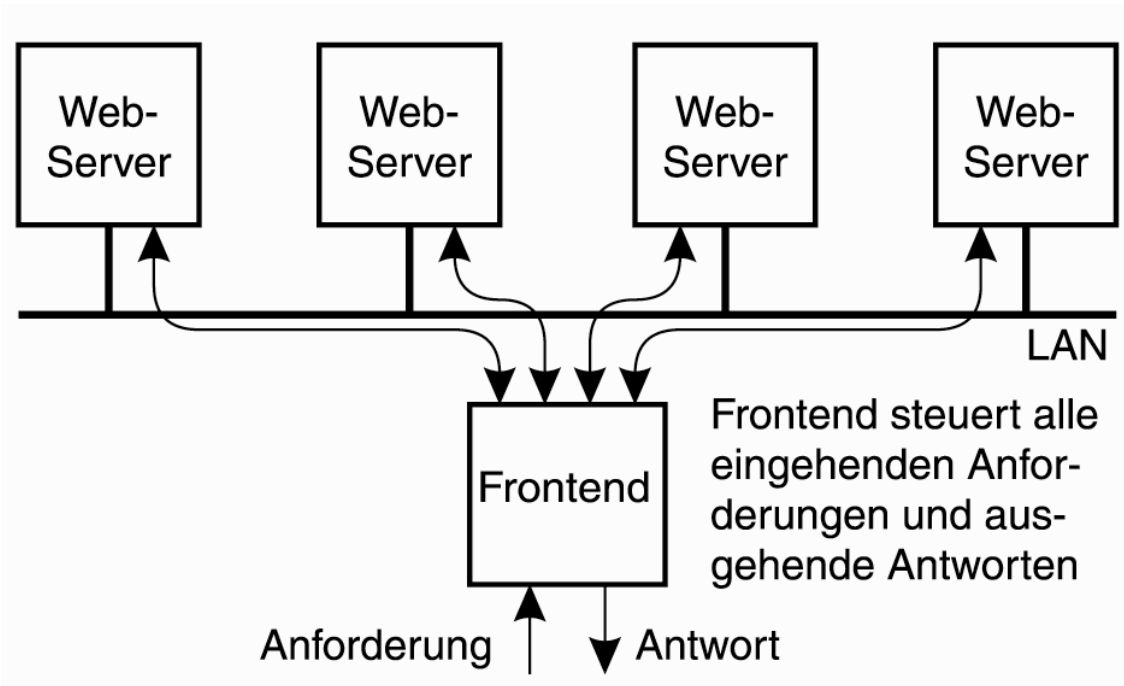 Web-
Server
Web-
Server
Web-
Server
Web-
Server
LAN
Frontend
Frontend steuert alle
eingehenden Anfor-
derungen und aus-
gehende Antworten
Anforderung
Antwort